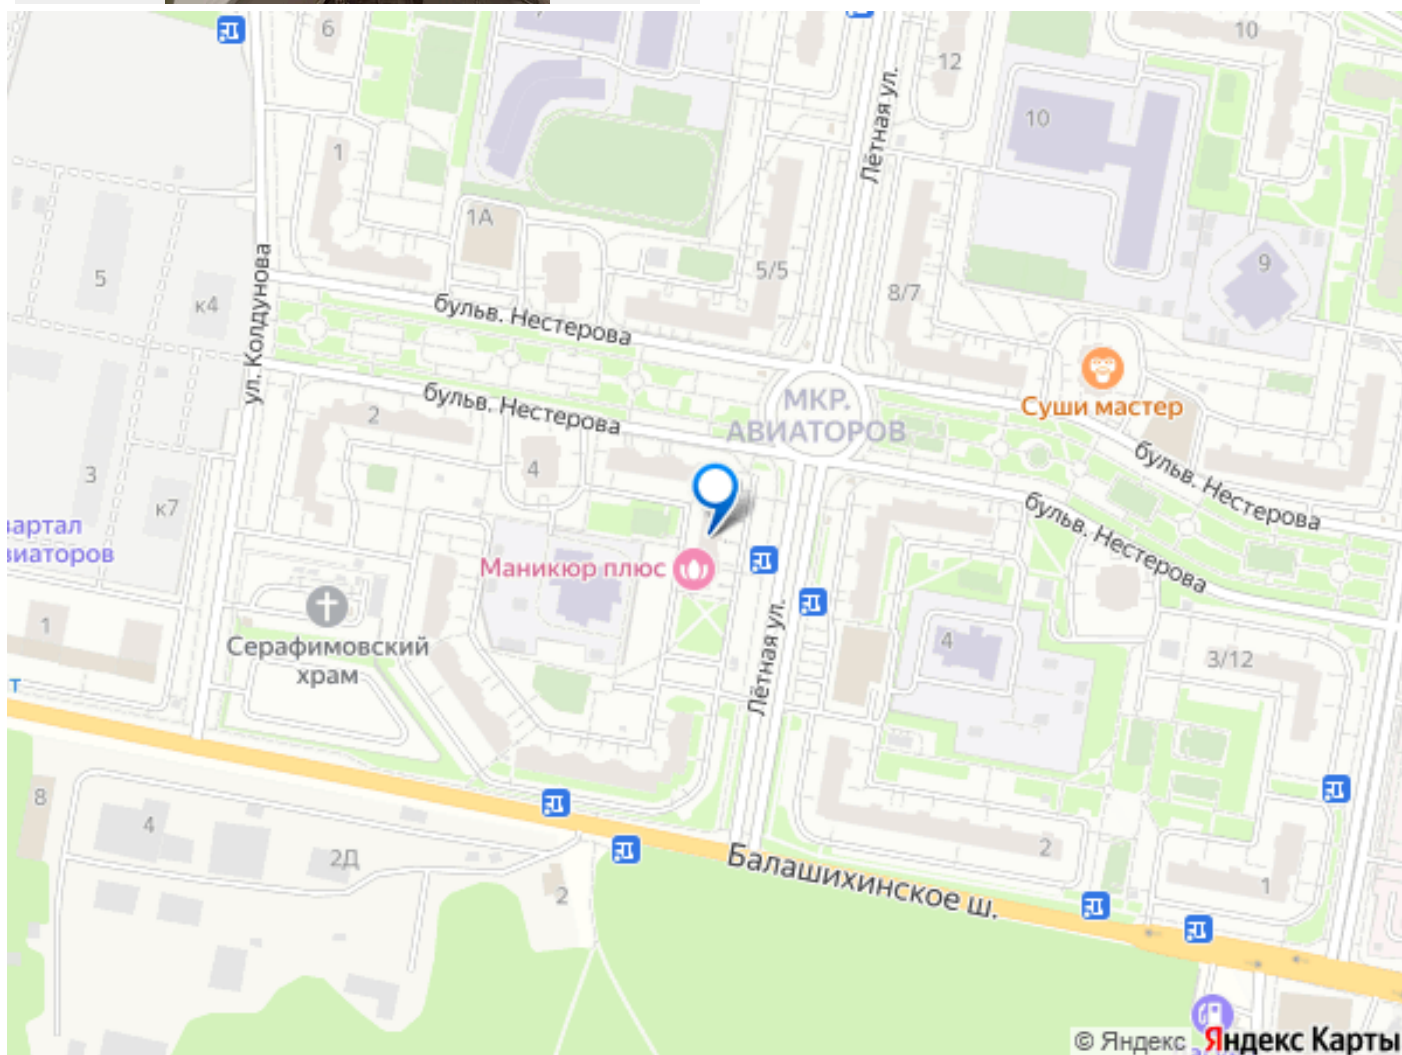 6
12
10
10
Лётная ул.
1
1А
5
к4
ул. Колдунова
5/5
8/7
9
бульв. Нестерова
бульв. Нестерова
МКР.
АВИАТОРОВ
Суши мастер
бульв. Нестерова
бульв. Нестерова
2
4
3
к7
вартал
виаторов
Маникюр плюс
Серафимовский
храм
1
т
Лётная ул.
4
3/12
8
4
2Д
2
Балашихинское ш.
2
1
© Яндекс
Яндекс Карты